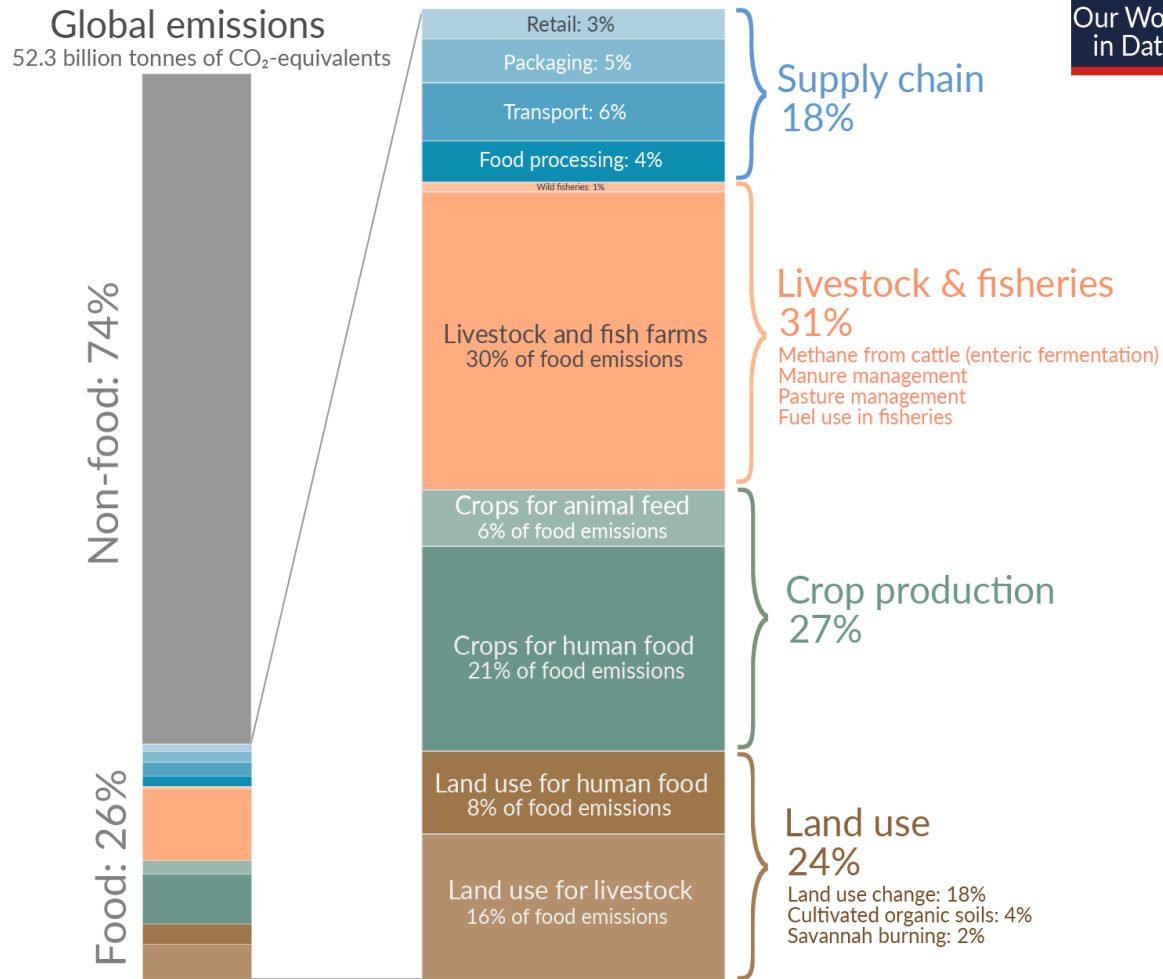 Global emissions
52.3 billion tonnes of CO₂-equivalents
Non-food: 74%
Food: 26%
Retail: 3%
Packaging: 5%
Transport: 6%
Food processing: 4%
Wild fisheries: 1%
Livestock and fish farms
30% of food emissions
Crops for animal feed
6% of food emissions
Crops for human food
21% of food emissions
Land use for human food
8% of food emissions
Land use for livestock
16% of food emissions
Our Wo
in Dat
Supply chain
18%
Livestock & fisheries
31%
Methane from cattle (enteric fermentation)
Manure management
Pasture management
Fuel use in fisheries
Crop production
27%
Land use
24%
Land use change: 18%
Cultivated organic soils: 4%
Savannah burning: 2%